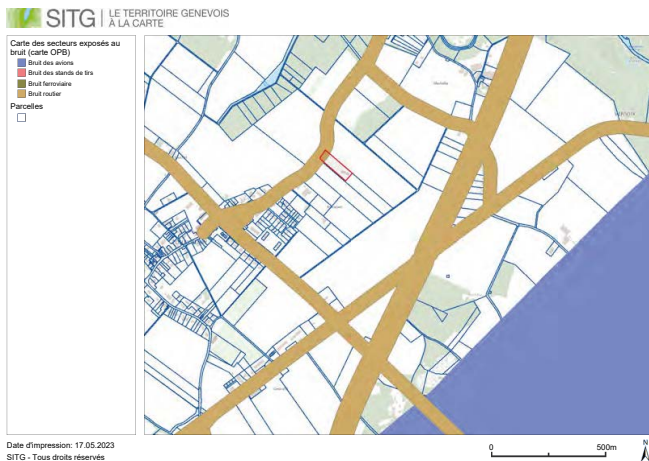 SITG
LE TERRITOIRE GENEVOIS
À LA CARTE
Carte des secteurs exposés au
bruit (carte OPB)
Bruit des avions
Bruit des stands de tirs
Bruit ferroviaire
Bruit routier
Parcelles
Date d'impression: 17.05.2023
SITG - Tous droits réservés
0
500m
N